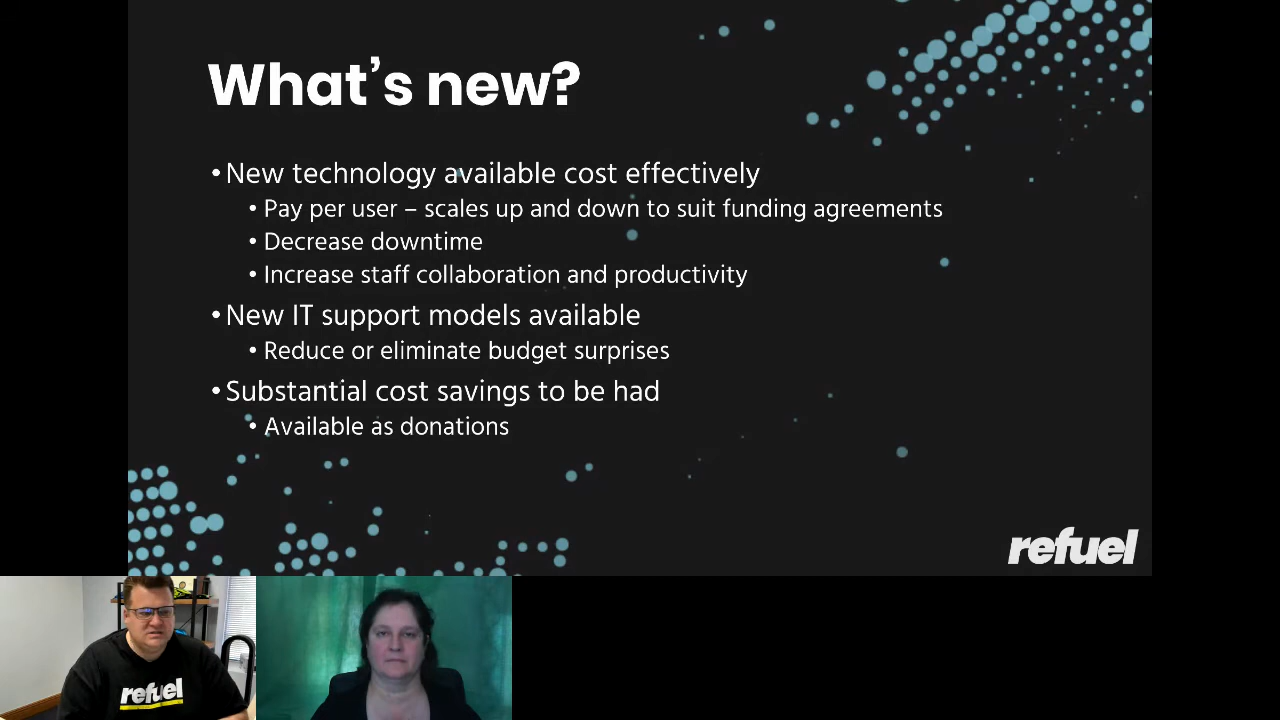 What's new?
• New technology available cost effectively
• Pay per user – scales up and down to suit funding agreements
• Decrease downtime
• Increase staff collaboration and productivity
• New IT support models available
• Reduce or eliminate budget surprises
• Substantial cost savings to be had
• Available as donations
refuel
refuel